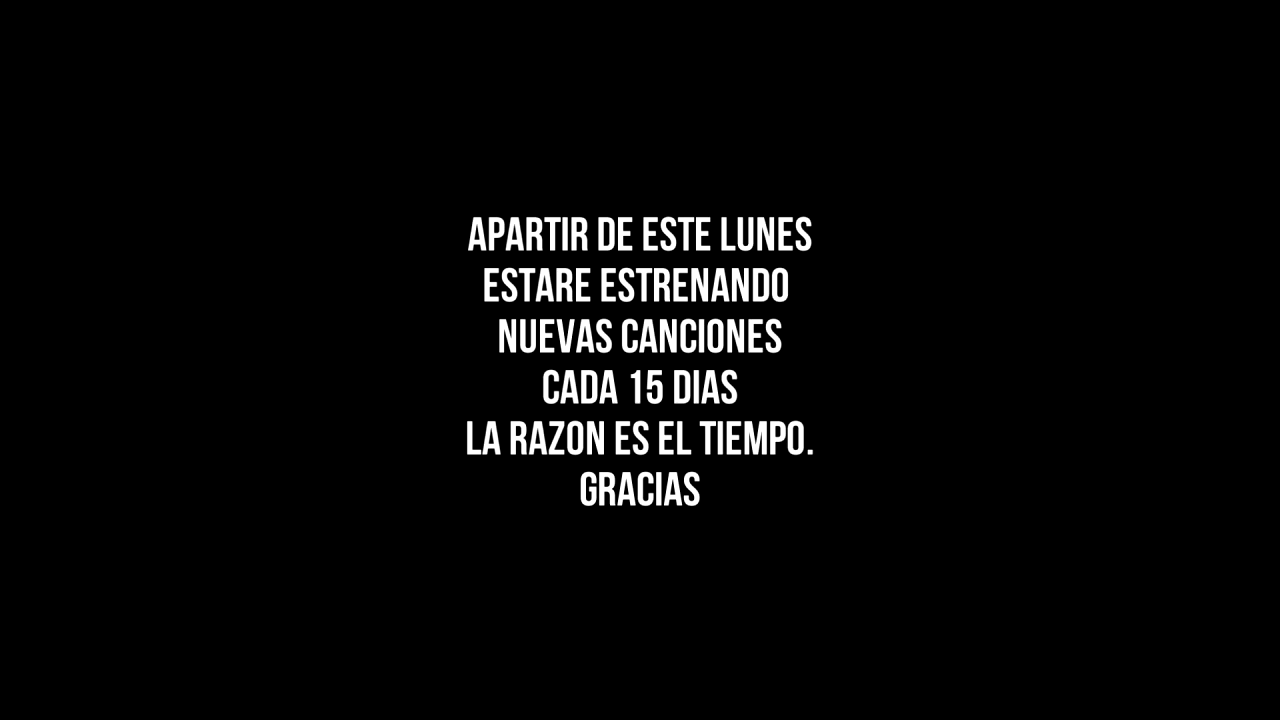 APARTIR DE ESTE LUNES
ESTARE ESTRENANDO
NUEVAS CANCIONES
CADA 15 DIAS
LA RAZON ES EL TIEMPO.
GRACIAS